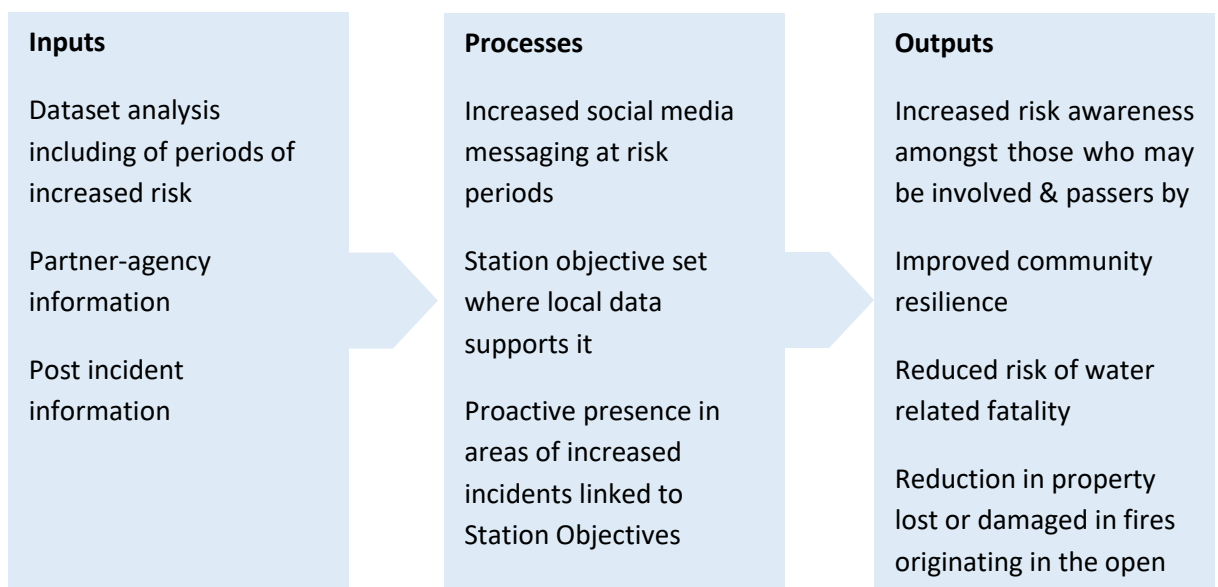 Inputs
Dataset analysis
including of periods of
increased risk
Partner-agency
information
Post incident
information
Processes
Increased social media
messaging at risk
periods
Station objective set
where local data
supports it
Proactive presence in
areas of increased
incidents linked to
Station Objectives
Outputs
Increased risk awareness
amongst those who may
be involved & passers by
Improved community
resilience
Reduced risk of water
related fatality
Reduction in property
lost or damaged in fires
originating in the open